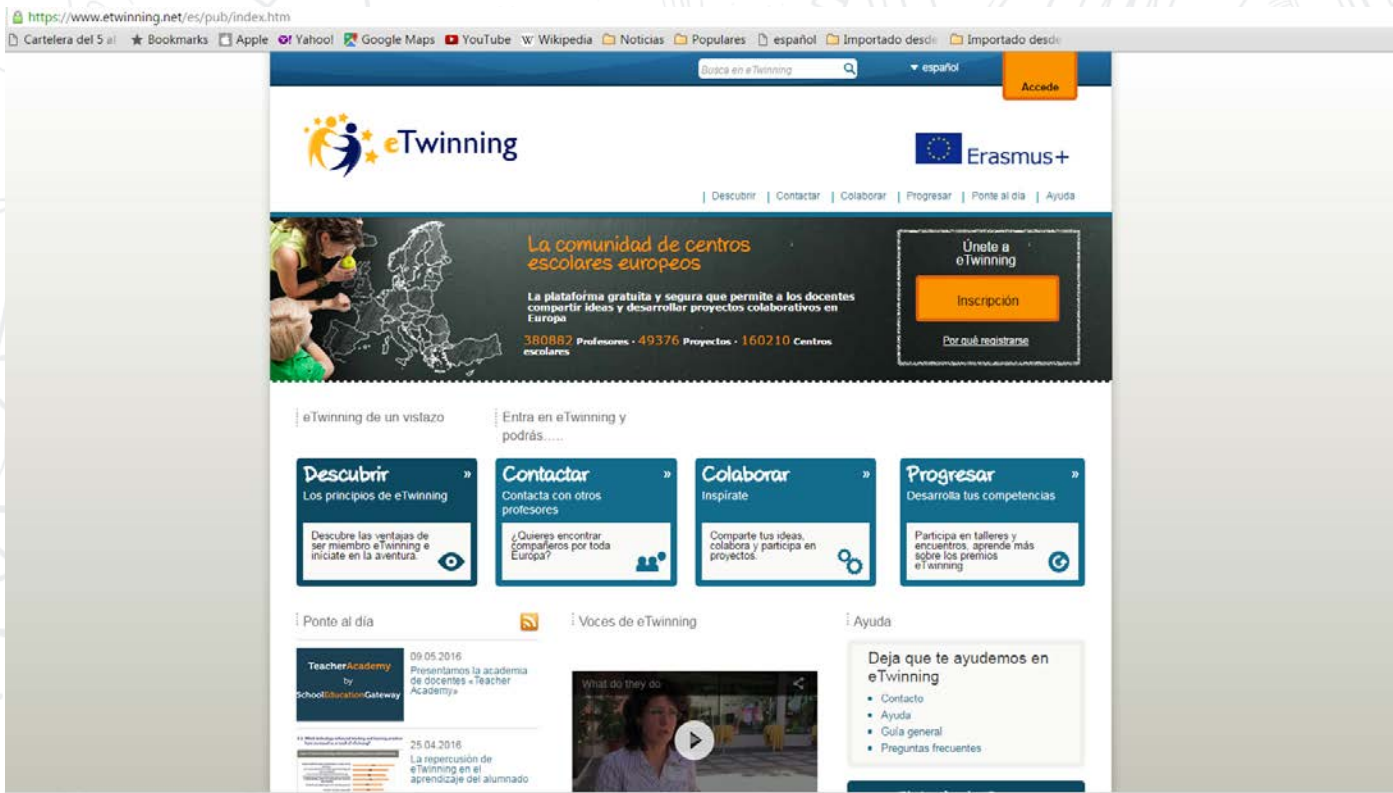 https://www.etwinning.net/es/pub/index.htm
Cartelera del 5 al Bookmarks Apple Yahoo! Google Maps YouTube Wikipedia Noticias Populares español Importado desde Importado desde
Busca en eTwinning
español
Accede
eTwinning
Erasmus+
| Descubrir | Contactar | Colaborar | Progresar | Ponte al día | Ayuda
La comunidad de centros
escolares europeos
La plataforma gratuita y segura que permite a los docentes
compartir ideas y desarrollar proyectos colaborativos en
Europa
380882 Profesores · 49376 Proyectos · 160210 Centros
escolares
Únete a
eTwinning
Inscripción
Por qué registrarse
eTwinning de un vistazo
Entra en eTwinning y
podrás.....
Descubrir »
Los principios de eTwinning
Descubre las ventajas de
ser miembro eTwinning e
iníciate en la aventura.
Contactar »
Contacta con otros
profesores
¿Quieres encontrar
compañeros por toda
Europa?
Colaborar »
Inspírate
Comparte tus ideas,
colabora y participa en
proyectos.
Progresar »
Desarrolla tus competencias
Participa en talleres y
encuentros, aprende más
sobre los premios
eTwinning
Ponte al día
TeacherAcademy
by
SchoolEducationGateway
09.05.2016
Presentamos la academia
de docentes «Teacher
Academy»
25.04.2016
La repercusión de
eTwinning en el
aprendizaje del alumnado
Voces de eTwinning
What do they do
Ayuda
Deja que te ayudemos en
eTwinning
• Contacto
• Ayuda
• Guía general
• Preguntas frecuentes